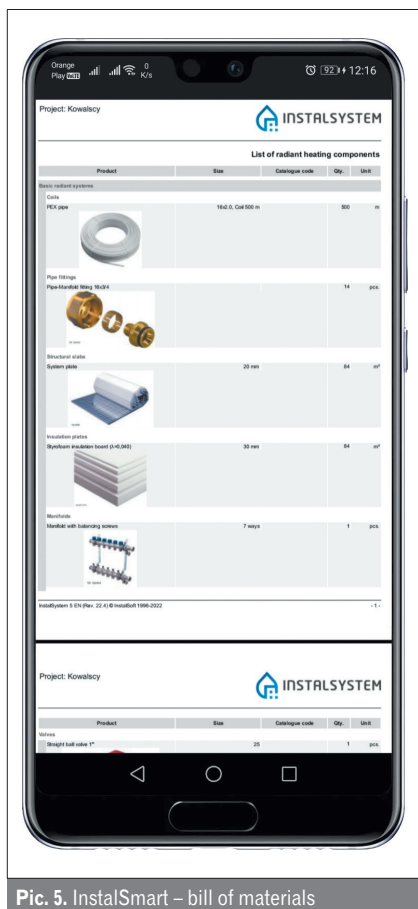 Orange
Play VoLTE 0 K/s 92 12:16
Project: Kowalscy
INSTALSYSTEM
List of radiant heating components
Product Size Catalogue code Qty. Unit
Basic radiant systems
Coils
PEX pipe 16x2.0, Coil 500 m 500 m
Pipe fittings
Pipe-Manifold fitting 16x3/4 14 pcs.
Structural slabs
System plate 20 mm 84 m²
Insulation plates
Styrofoam insulation board (λ=0,040) 30 mm 84 m²
Manifolds
Manifold with balancing screws 7 ways 1 pcs.
InstalSystem 5 EN (Rev. 22.4) © InstalSoft 1996-2022 - 1 -
Project: Kowalscy
INSTALSYSTEM
Product Size Catalogue code Qty. Unit
Valves
Straight ball valve 1" 25 1 pcs.
Pic. 5. InstalSmart – bill of materials